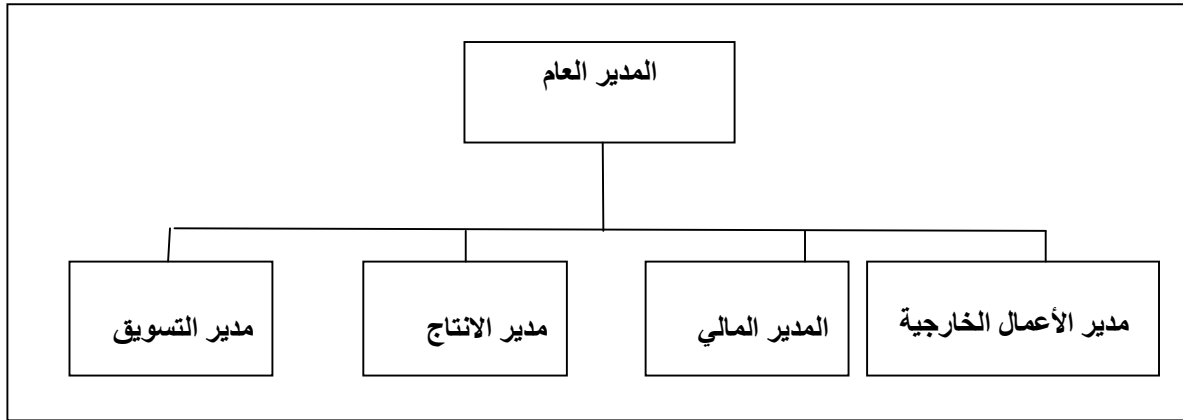 المدير العام
مدير الأعمال الخارجية
المدير المالي
مدير الانتاج
مدير التسويق